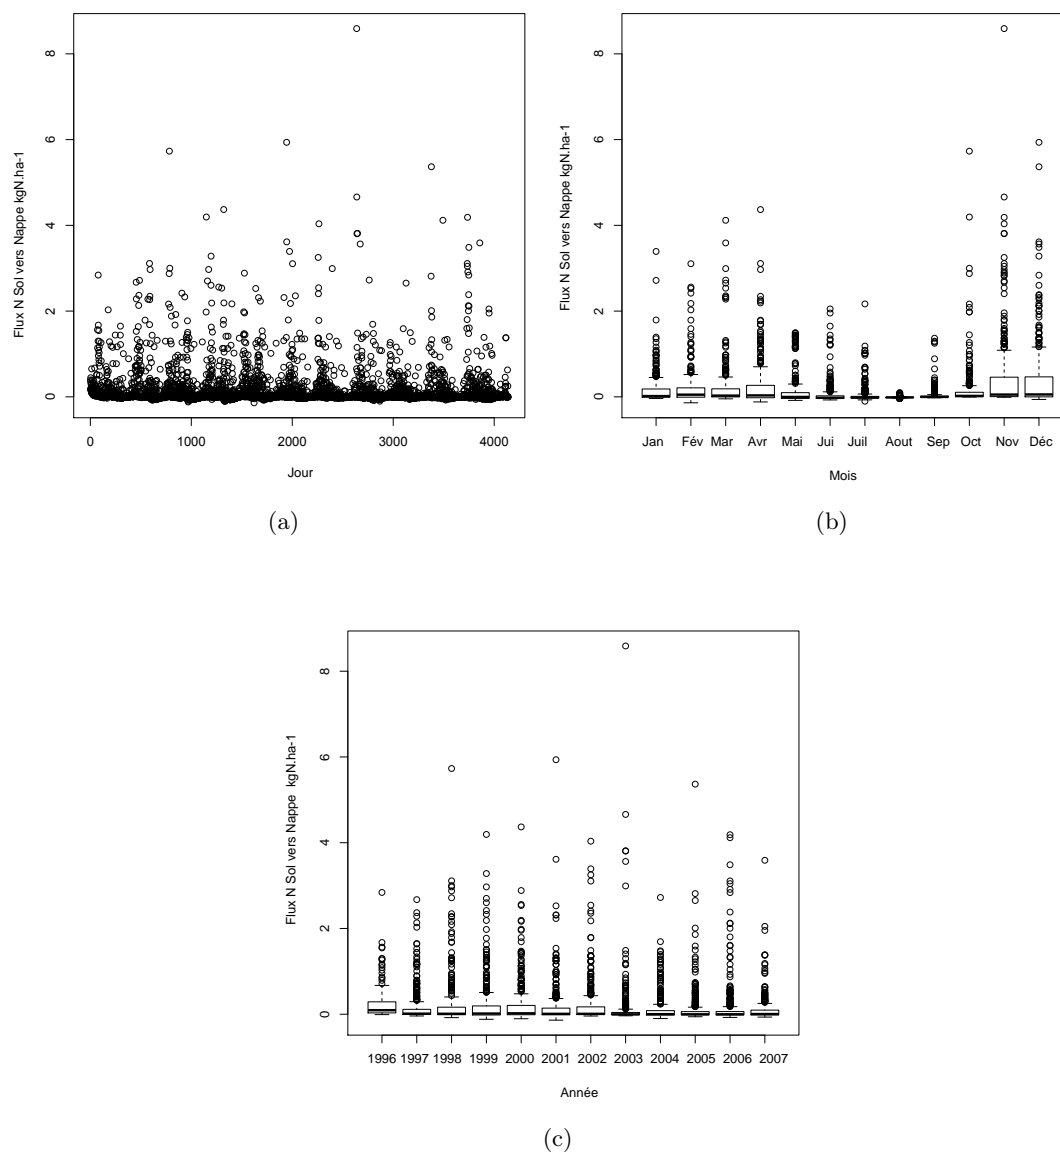 Flux N Sol vers Nappe kgN.ha-1
8
6
4
2
0
0 1000 2000 3000 4000
Jour
(a)
Flux N Sol vers Nappe kgN.ha-1
8
6
4
2
0
Jan Fév Mar Avr Mai Jui Juil Aout Sep Oct Nov Déc
Mois
(b)
Flux N Sol vers Nappe kgN.ha-1
8
6
4
2
0
1996 1997 1998 1999 2000 2001 2002 2003 2004 2005 2006 2007
Année
(c)